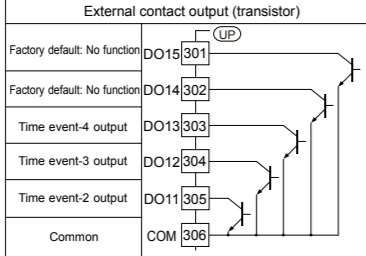 External contact output (transistor)
UP
Factory default: No function DO15 301
Factory default: No function DO14 302
Time event-4 output DO13 303
Time event-3 output DO12 304
Time event-2 output DO11 305
Common COM 306